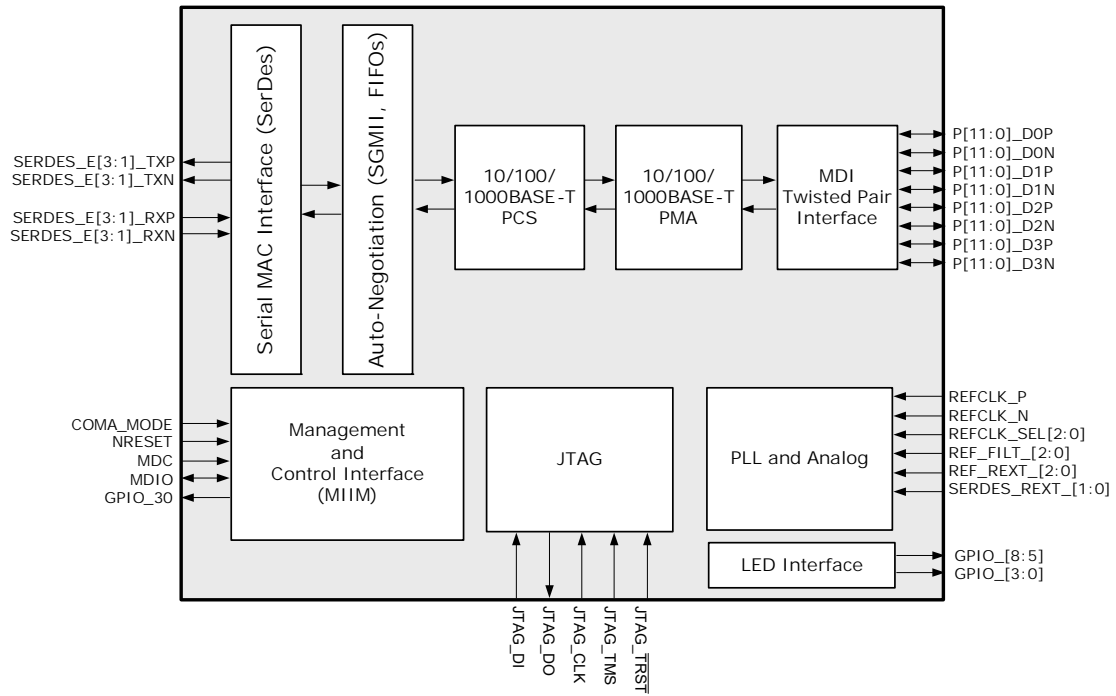 Serial MAC Interface (SerDes)
Auto-Negotiation (SGMII, FIFOs)
10/100/
1000BASE-T
PCS
10/100/
1000BASE-T
PMA
MDI
Twisted Pair
Interface
SERDES_E[3:1]_TXP
SERDES_E[3:1]_TXN
SERDES_E[3:1]_RXP
SERDES_E[3:1]_RXN
P[11:0]_D0P
P[11:0]_D0N
P[11:0]_D1P
P[11:0]_D1N
P[11:0]_D2P
P[11:0]_D2N
P[11:0]_D3P
P[11:0]_D3N
COMA_MODE
NRESET
MDC
MDIO
GPIO_30
Management
and
Control Interface
(MIIM)
JTAG
PLL and Analog
REFCLK_P
REFCLK_N
REFCLK_SEL[2:0]
REF_FILT_[2:0]
REF_REXT_[2:0]
SERDES_REXT_[1:0]
LED Interface
GPIO_[8:5]
GPIO_[3:0]
JTAG_DI
JTAG_DO
JTAG_CLK
JTAG_TMS
JTAG_TRST